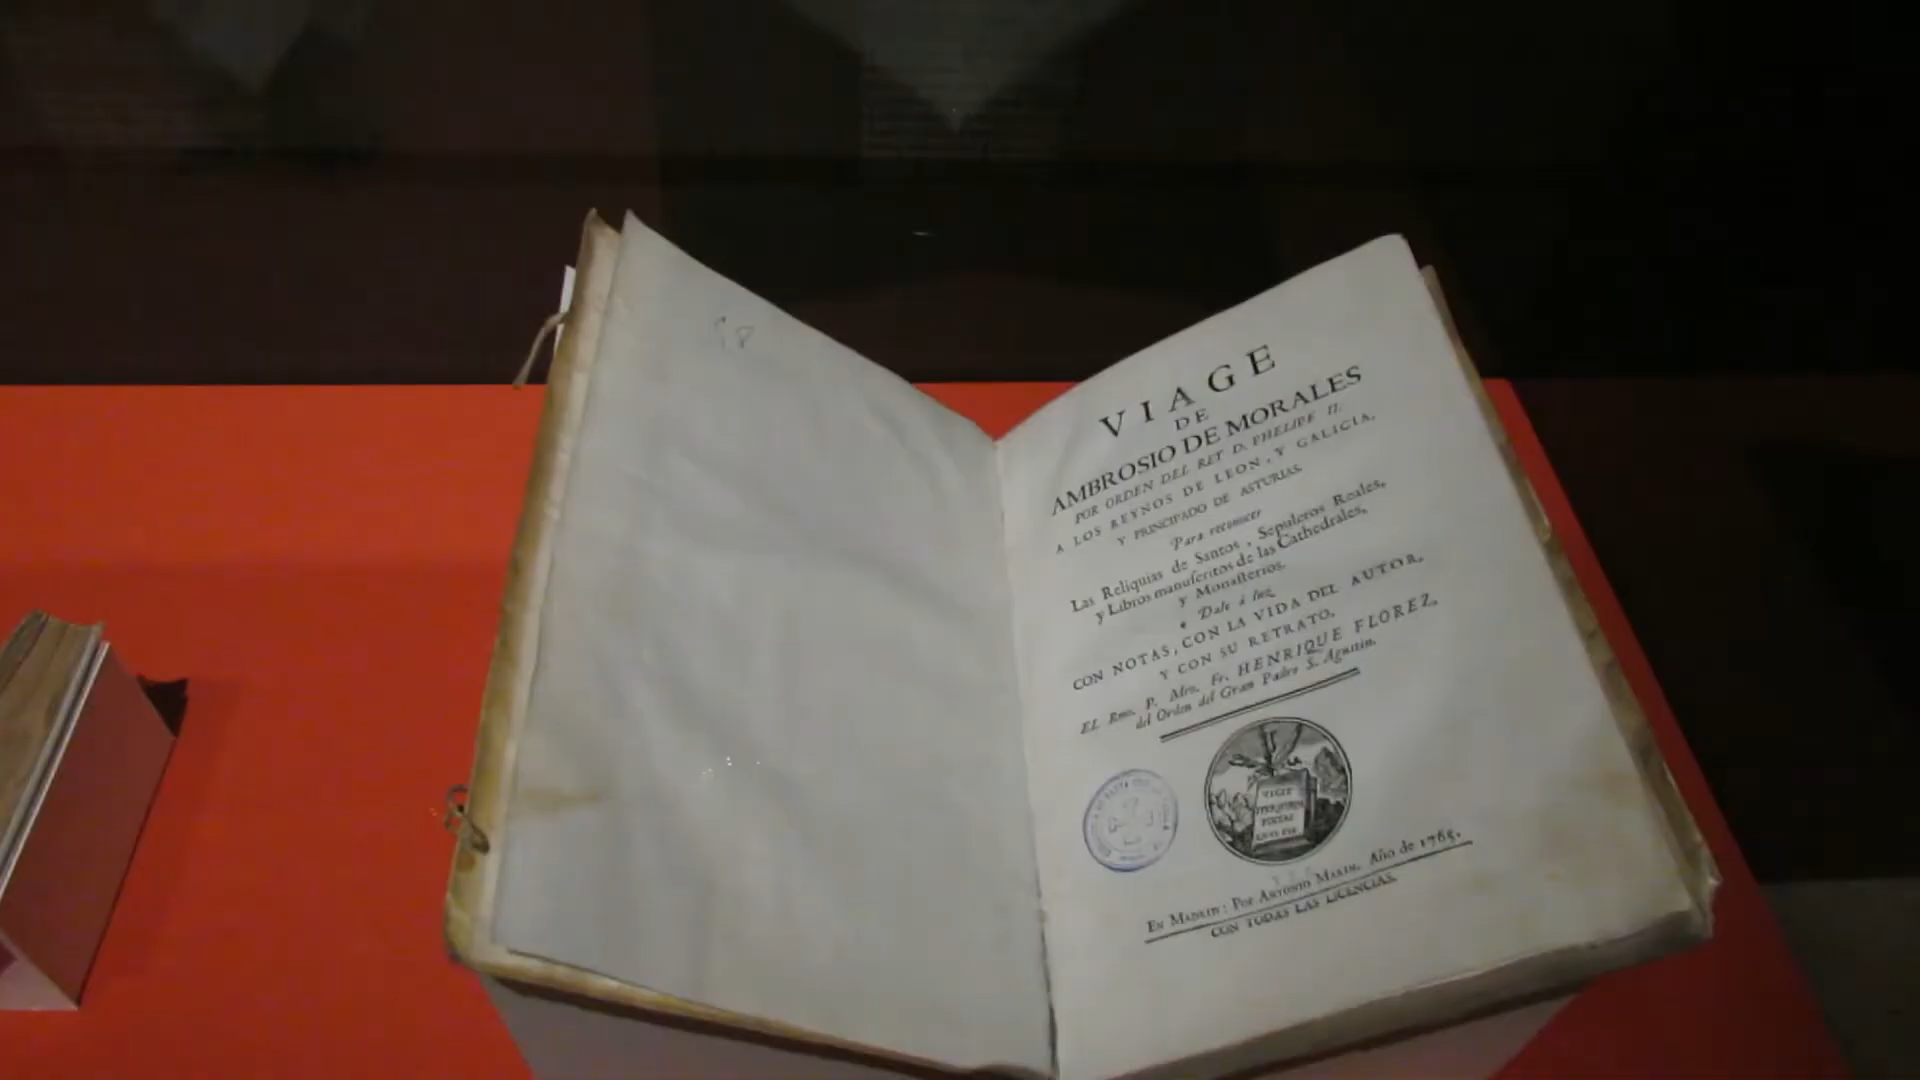 VIAGE
DE
AMBROSIO DE MORALES
POR ORDEN DEL REY D. PHELIPE II.
A LOS REYNOS DE LEON, Y GALICIA,
Y PRINCIPADO DE ASTURIAS.
Para reconocer
Las Reliquias de Santos, Sepulcros Reales,
y Libros manuscritos de las Cathedrales,
y Monasterios.
Dale á luz
CON NOTAS, CON LA VIDA DEL AUTOR,
Y CON SU RETRATO,
EL Rmo. P. Mro. Fr. HENRIQUE FLOREZ,
del Orden del Gran Padre S. Agustin.
EN MADRID: POR ANTONIO MARIN. Año de 1765.
CON TODAS LAS LICENCIAS.